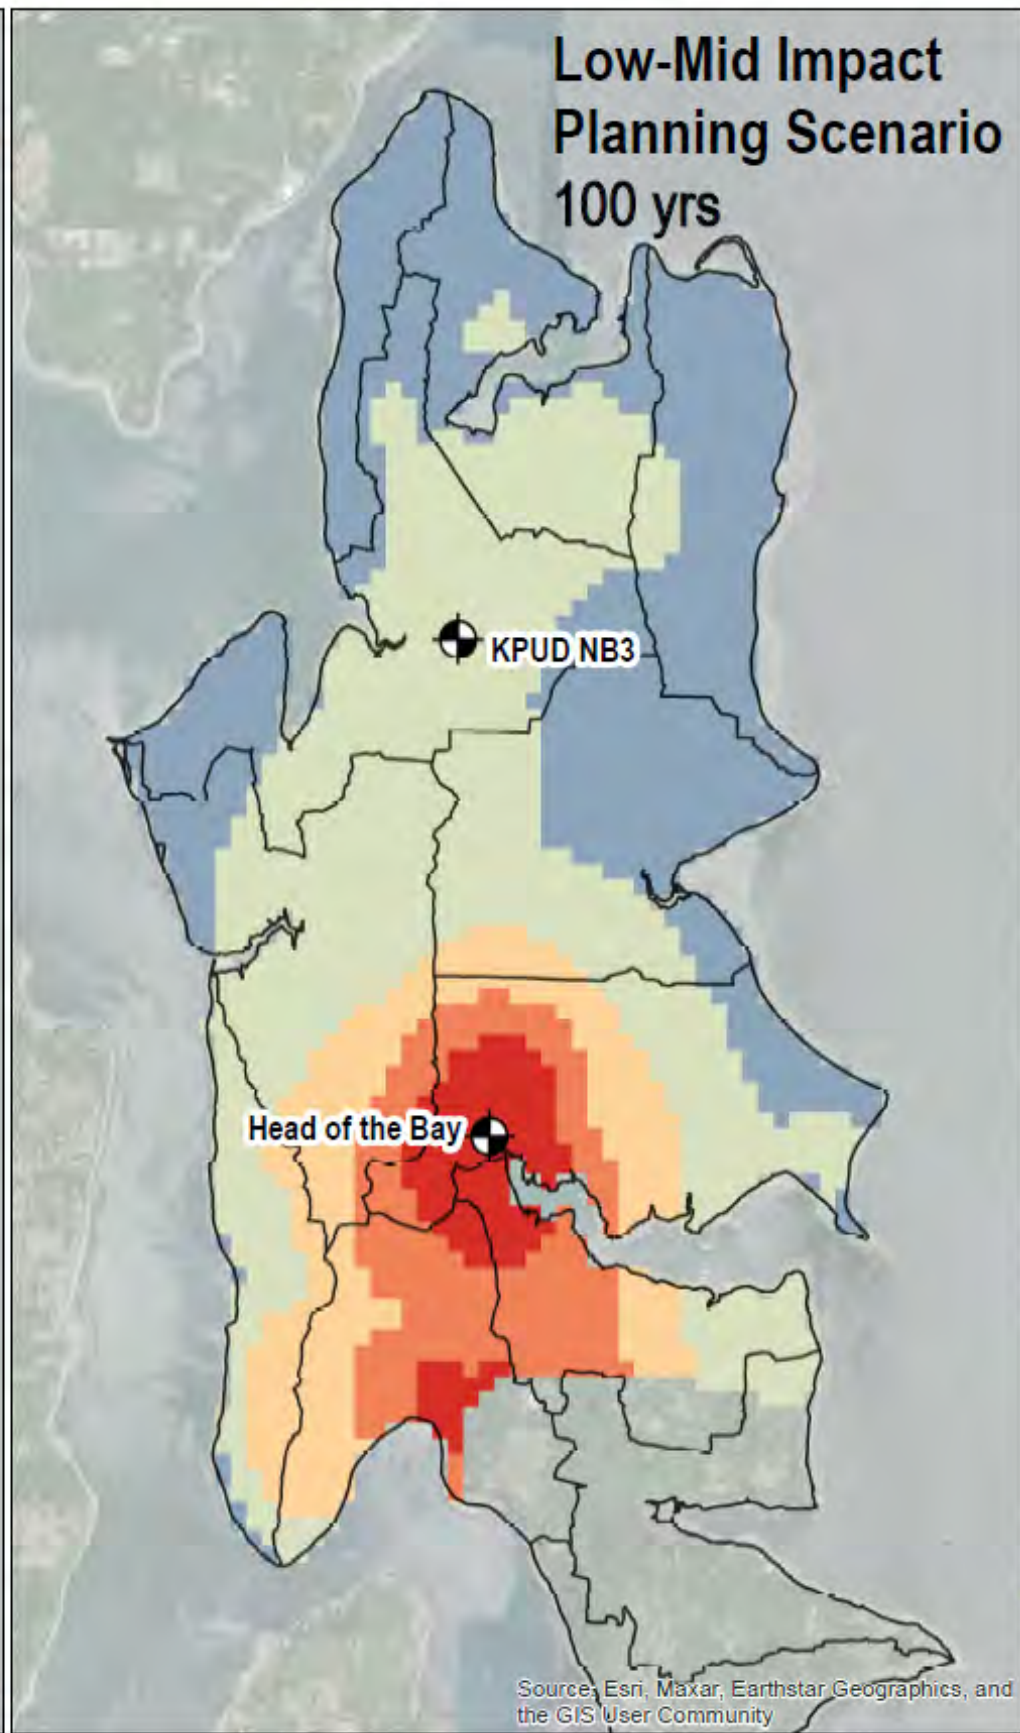 Low-Mid Impact
Planning Scenario
100 yrs
KPUD NB3
Head of the Bay
Source: Esri, Maxar, Earthstar Geographics, and
the GIS User Community